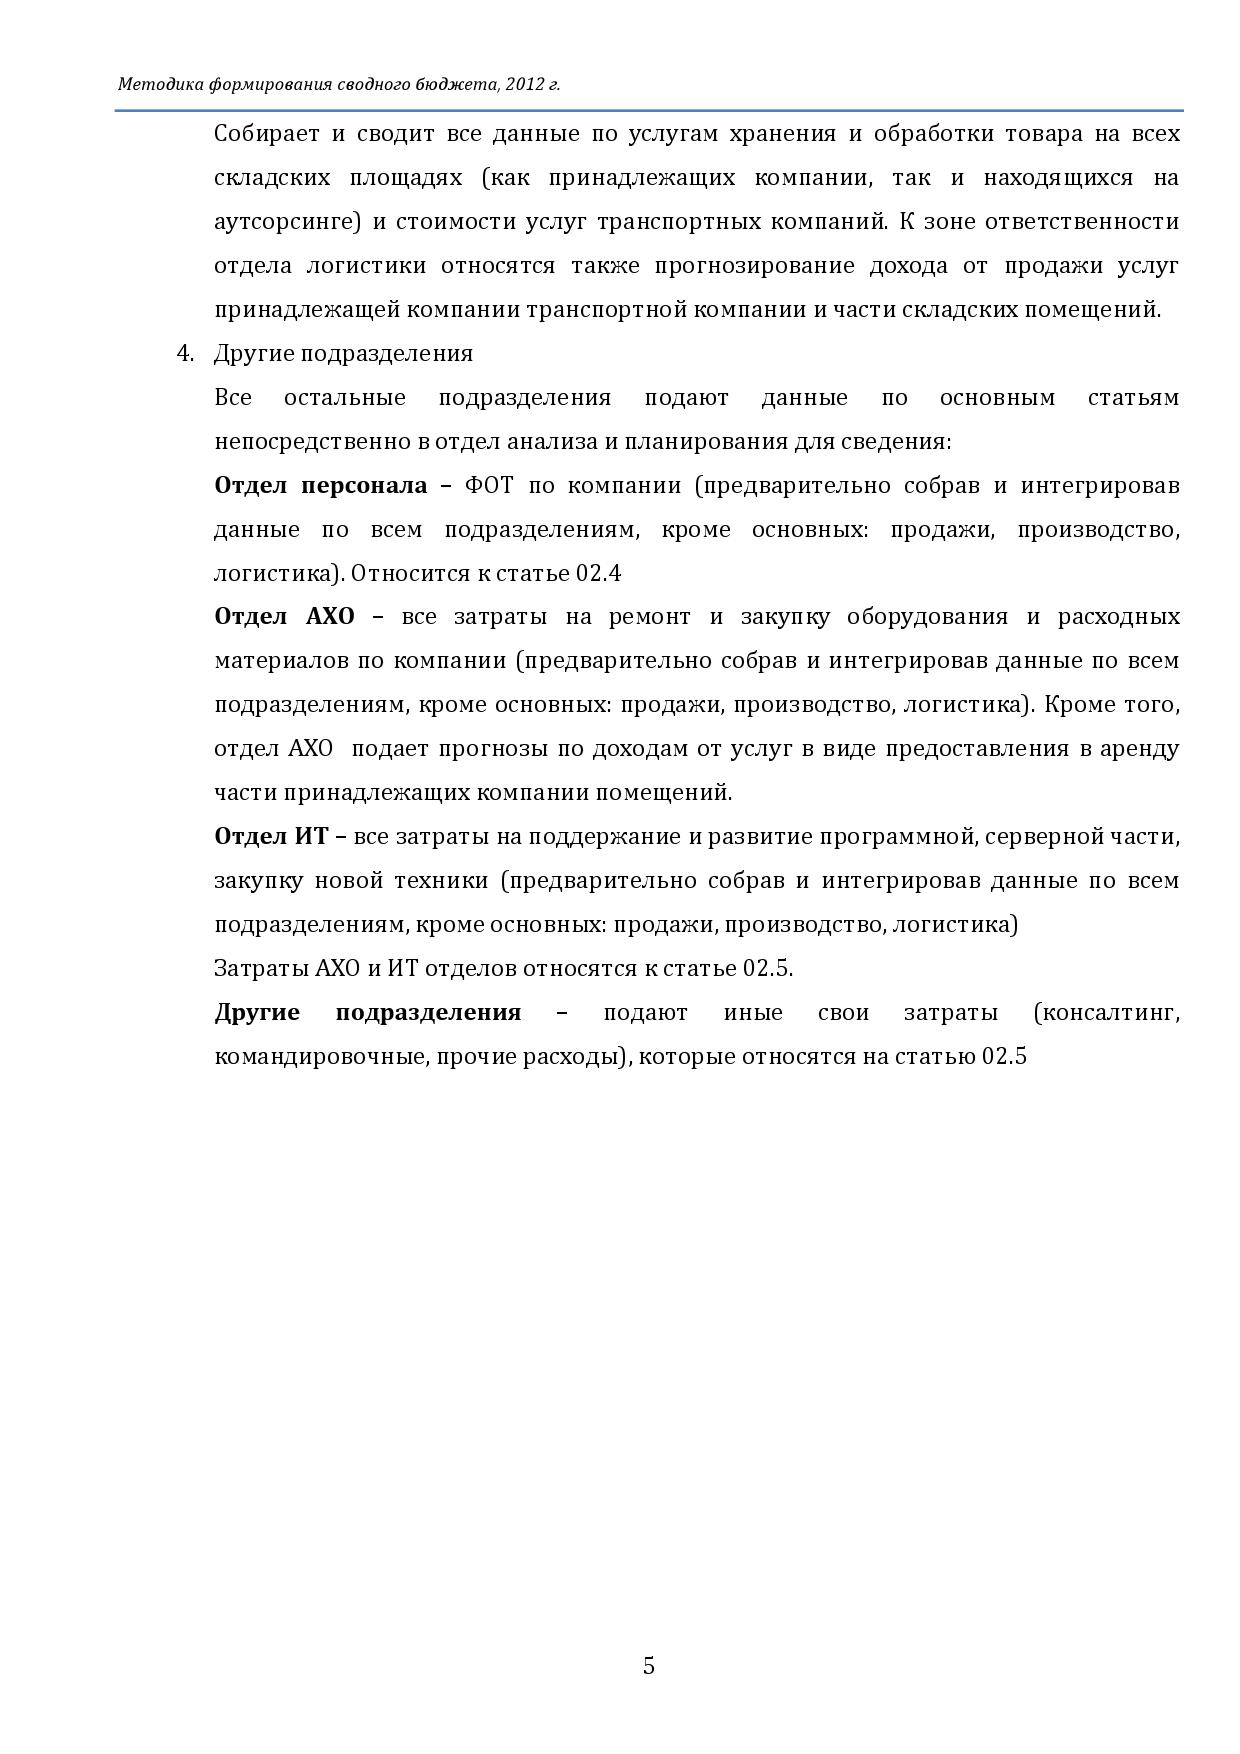 Методика формирования сводного бюджета, 2012 г.
Собирает и сводит все данные по услугам хранения и обработки товара на всех
складских площадях (как принадлежащих компании, так и находящихся на
аутсорсинге) и стоимости услуг транспортных компаний. К зоне ответственности
отдела логистики относятся также прогнозирование дохода от продажи услуг
принадлежащей компании транспортной компании и части складских помещений.
4. Другие подразделения
Все остальные подразделения подают данные по основным статьям
непосредственно в отдел анализа и планирования для сведения:
Отдел персонала – ФОТ по компании (предварительно собрав и интегрировав
данные по всем подразделениям, кроме основных: продажи, производство,
логистика). Относится к статье 02.4
Отдел АХО – все затраты на ремонт и закупку оборудования и расходных
материалов по компании (предварительно собрав и интегрировав данные по всем
подразделениям, кроме основных: продажи, производство, логистика). Кроме того,
отдел АХО подает прогнозы по доходам от услуг в виде предоставления в аренду
части принадлежащих компании помещений.
Отдел ИТ – все затраты на поддержание и развитие программной, серверной части,
закупку новой техники (предварительно собрав и интегрировав данные по всем
подразделениям, кроме основных: продажи, производство, логистика)
Затраты АХО и ИТ отделов относятся к статье 02.5.
Другие подразделения – подают иные свои затраты (консалтинг,
командировочные, прочие расходы), которые относятся на статью 02.5
5